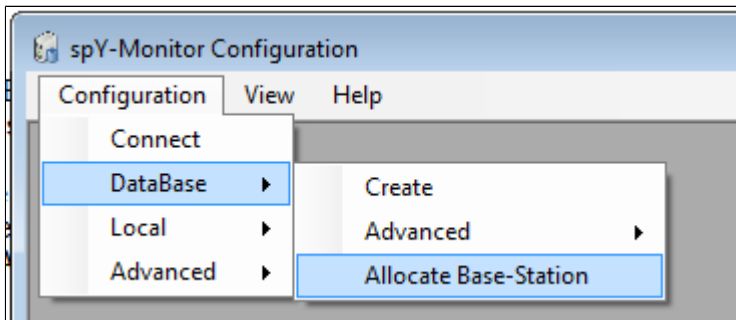 spY-Monitor Configuration
Configuration View Help
Connect
DataBase
Local
Advanced
Create
Advanced
Allocate Base-Station